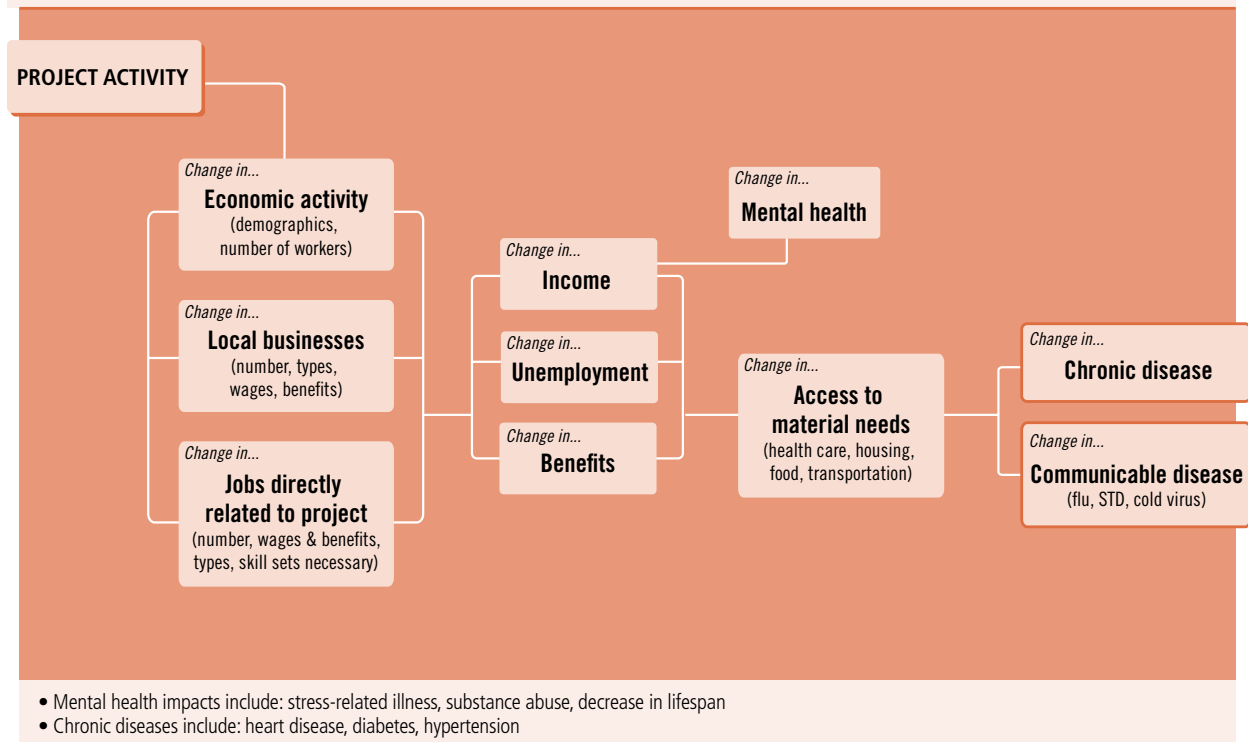 PROJECT ACTIVITY
Change in...
Economic activity
(demographics,
number of workers)
Change in...
Local businesses
(number, types,
wages, benefits)
Change in...
Jobs directly
related to project
(number, wages & benefits,
types, skill sets necessary)
Change in...
Income
Change in...
Unemployment
Change in...
Benefits
Change in...
Mental health
Change in...
Access to
material needs
(health care, housing,
food, transportation)
Change in...
Chronic disease
Change in...
Communicable disease
(flu, STD, cold virus)
• Mental health impacts include: stress-related illness, substance abuse, decrease in lifespan
• Chronic diseases include: heart disease, diabetes, hypertension